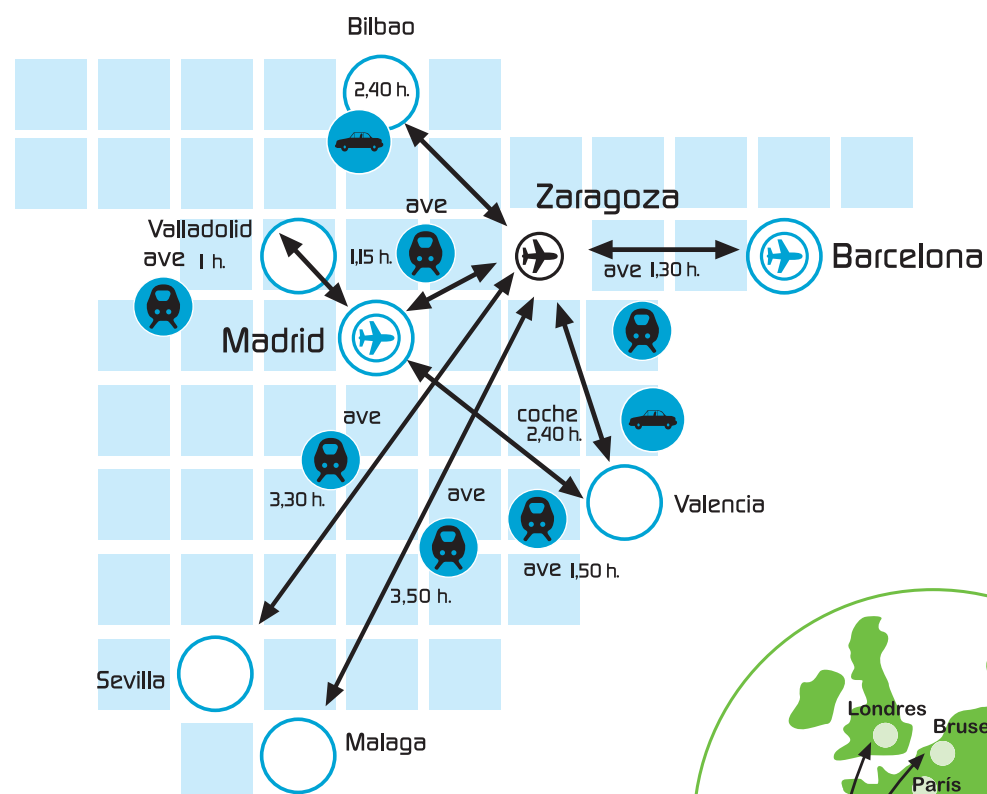 Bilbao
2,40 h.
Zaragoza
ave
1,15 h.
Valladolid
ave 1 h.
ave 1,30 h.
Barcelona
Madrid
ave
3,30 h.
coche
2,40 h.
ave
3,50 h.
Valencia
ave 1,50 h.
Sevilla
Malaga
Londres
Bruse
París